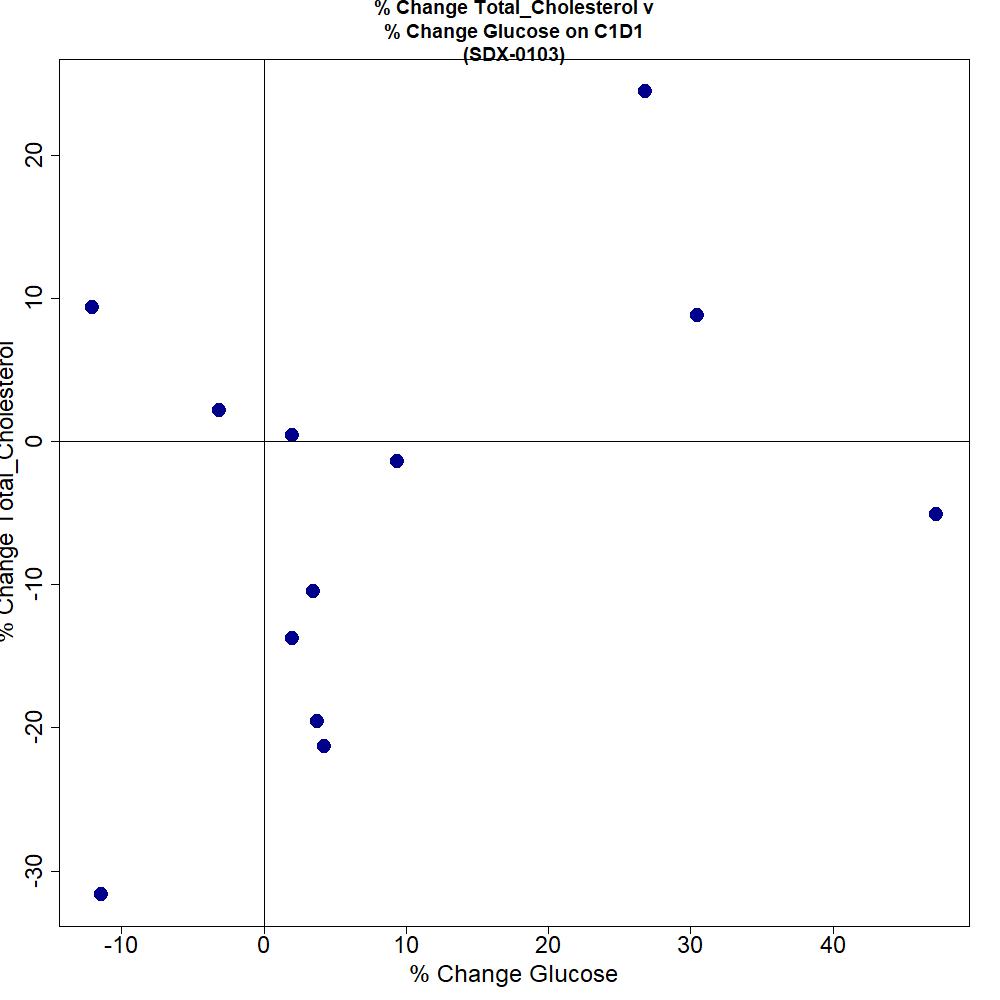 % Change Total_Cholesterol v
% Change Glucose on C1D1
(SDX-0103)
% Change Total_Cholesterol
20
10
0
-10
-20
-30
-10 0 10 20 30 40
% Change Glucose